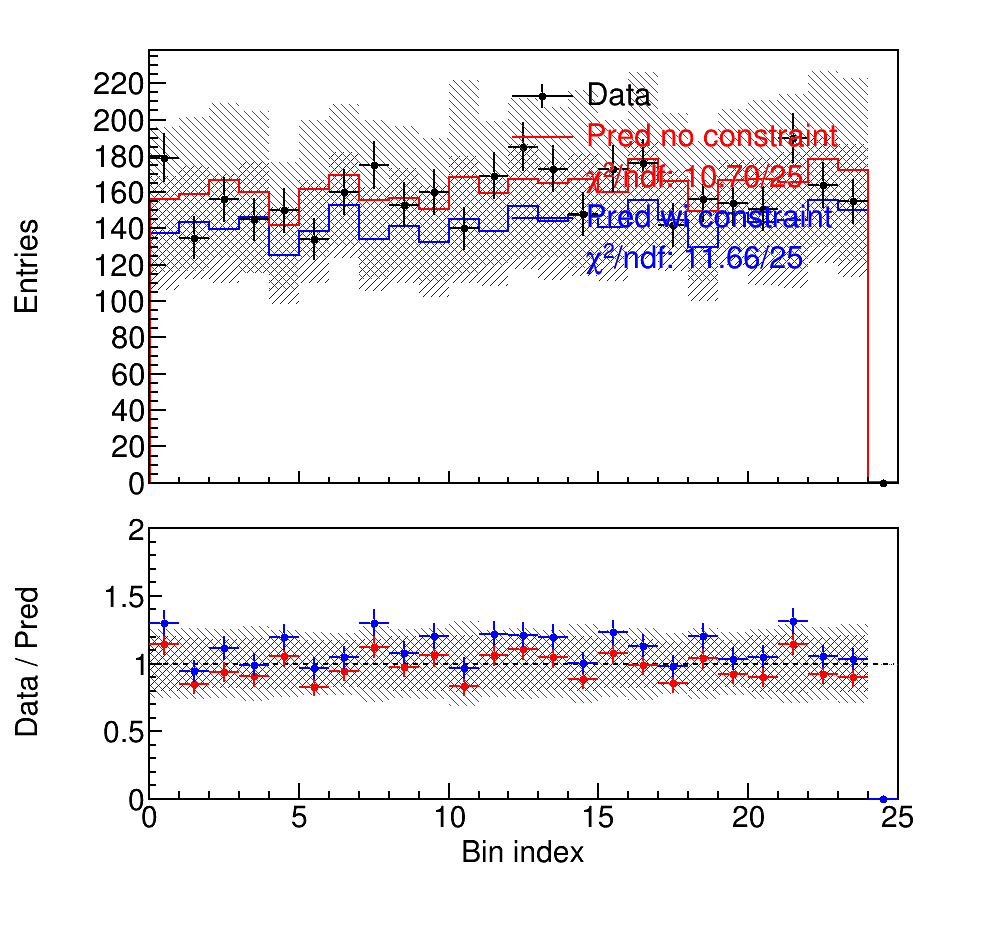 220
200
180
160
140
120
100
80
60
40
20
0
Entries
Data
Pred no constraint
χ²/ndf: 10.70/25
Pred wi constraint
χ²/ndf: 11.66/25
2
1.5
1
0.5
0
Data / Pred
0 5 10 15 20 25
Bin index